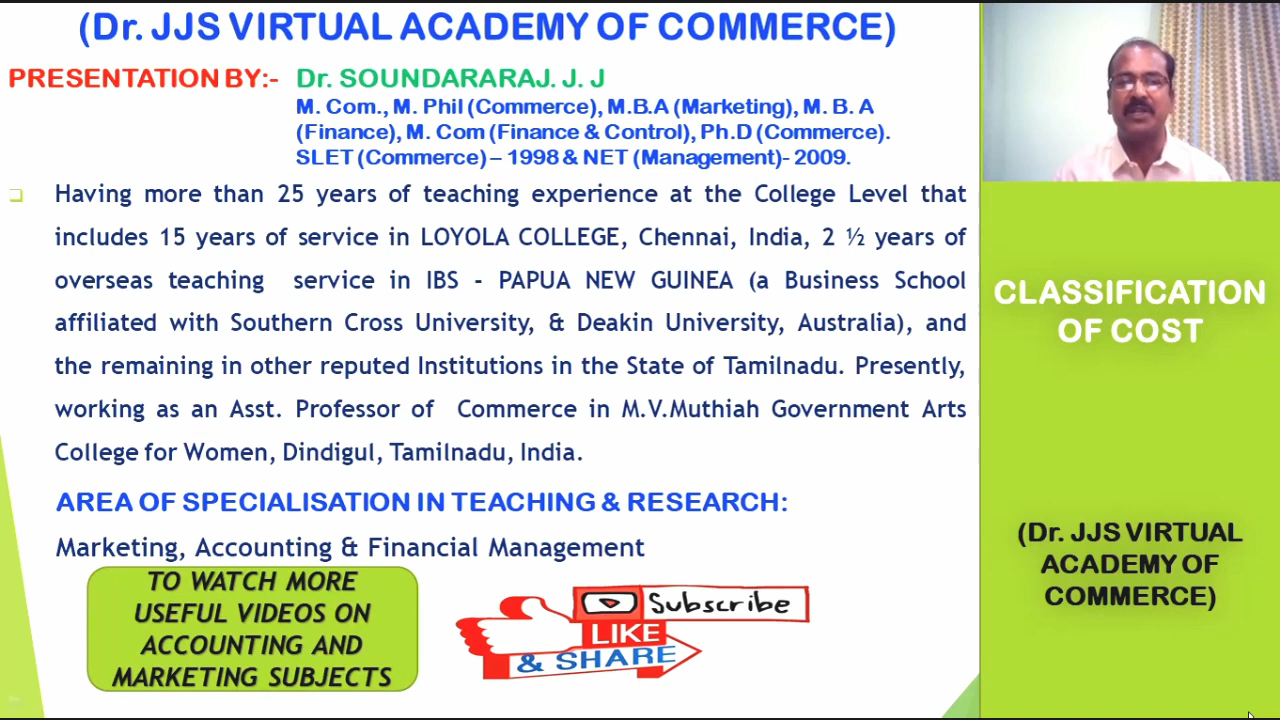 (Dr. JJS VIRTUAL ACADEMY OF COMMERCE)
PRESENTATION BY:- Dr. SOUNDARARAJ. J. J
M. Com., M. Phil (Commerce), M.B.A (Marketing), M. B. A
(Finance), M. Com (Finance & Control), Ph.D (Commerce).
SLET (Commerce) – 1998 & NET (Management)- 2009.
Having more than 25 years of teaching experience at the College Level that
includes 15 years of service in LOYOLA COLLEGE, Chennai, India, 2 ½ years of
overseas teaching service in IBS - PAPUA NEW GUINEA (a Business School
affiliated with Southern Cross University, & Deakin University, Australia), and
the remaining in other reputed Institutions in the State of Tamilnadu. Presently,
working as an Asst. Professor of Commerce in M.V.Muthiah Government Arts
College for Women, Dindigul, Tamilnadu, India.
AREA OF SPECIALISATION IN TEACHING & RESEARCH:
Marketing, Accounting & Financial Management
TO WATCH MORE
USEFUL VIDEOS ON
ACCOUNTING AND
MARKETING SUBJECTS
Subscribe
LIKE
& SHARE
CLASSIFICATION
OF COST
(Dr. JJS VIRTUAL
ACADEMY OF
COMMERCE)